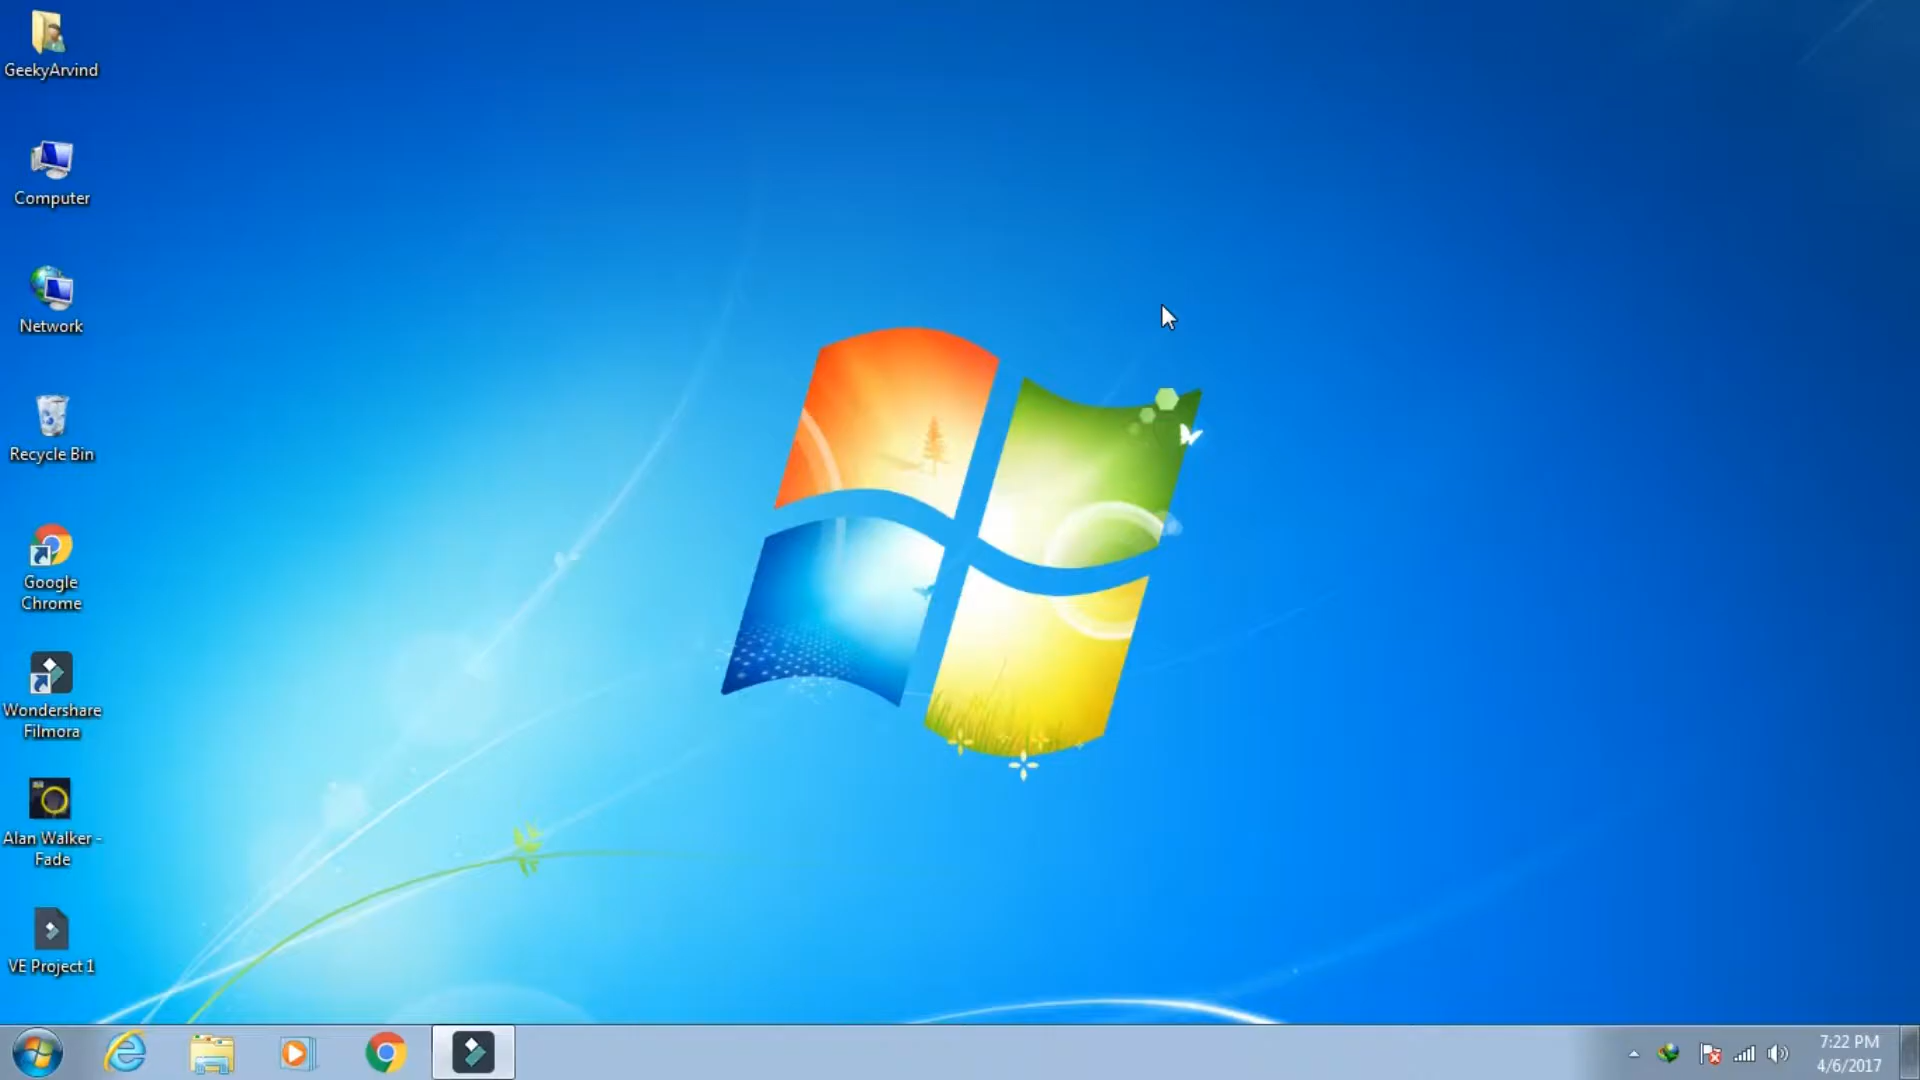 GeekyArvind
Computer
Network
Recycle Bin
Google
Chrome
Wondershare
Filmora
Alan Walker -
Fade
VE Project 1
7:22 PM
4/6/2017